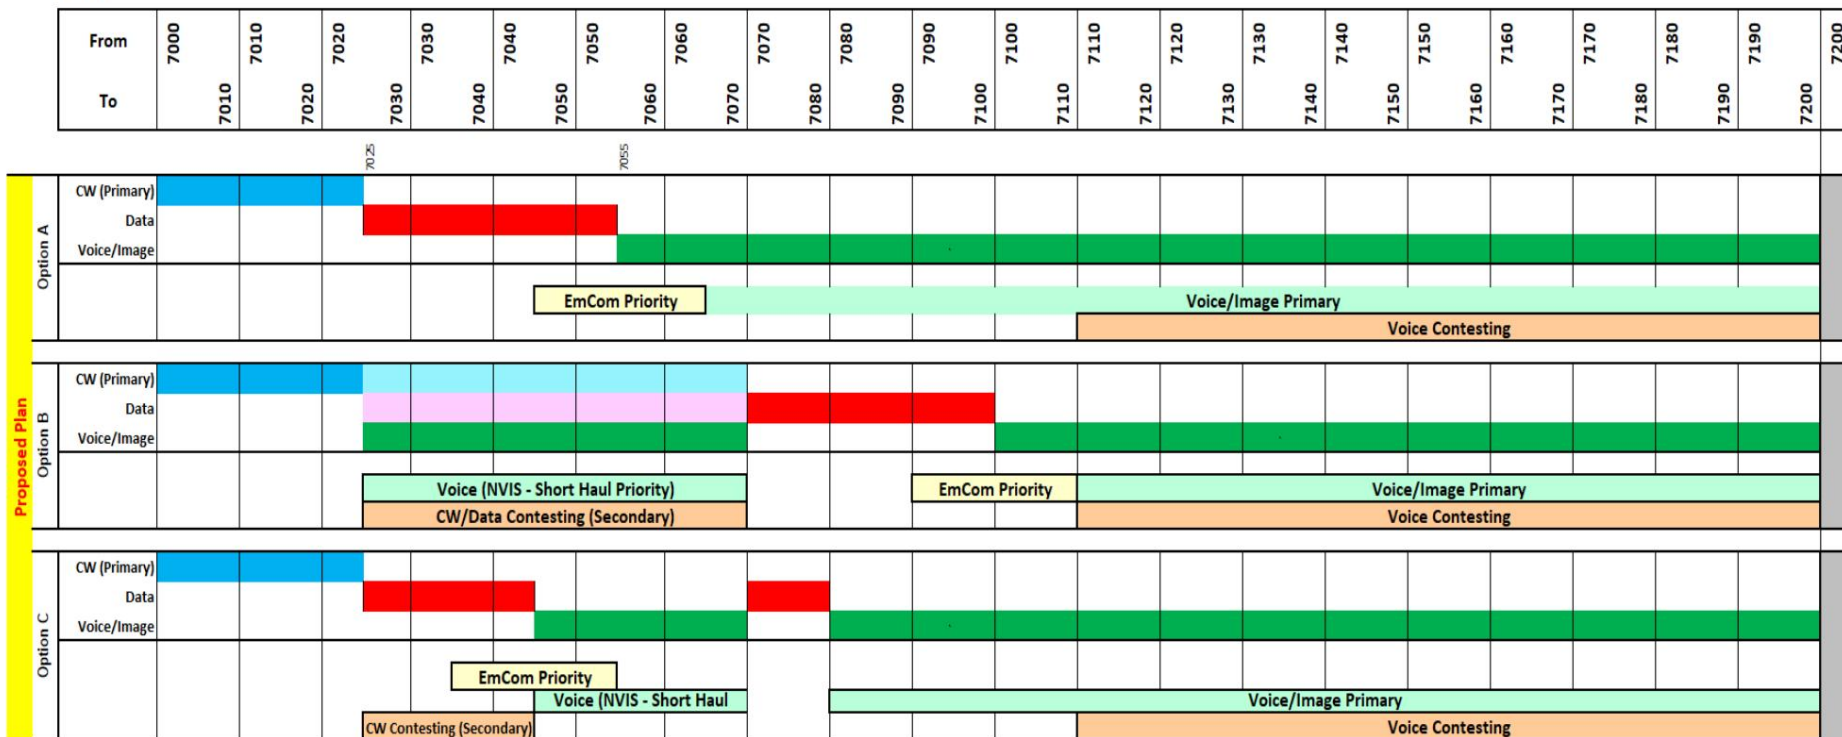 From 7000 7010 7020 7030 7040 7050 7060 7070 7080 7090 7100 7110 7120 7130 7140 7150 7160 7170 7180 7190 7200
To 7010 7020 7030 7040 7050 7060 7070 7080 7090 7100 7110 7120 7130 7140 7150 7160 7170 7180 7190 7200
7025 7055
Proposed Plan
Option A
CW (Primary)
Data
Voice/Image
EmCom Priority Voice/Image Primary
Voice Contesting
Option B
CW (Primary)
Data
Voice/Image
Voice (NVIS - Short Haul Priority) EmCom Priority Voice/Image Primary
CW/Data Contesting (Secondary) Voice Contesting
Option C
CW (Primary)
Data
Voice/Image
EmCom Priority
Voice (NVIS - Short Haul Voice/Image Primary
CW Contesting (Secondary) Voice Contesting